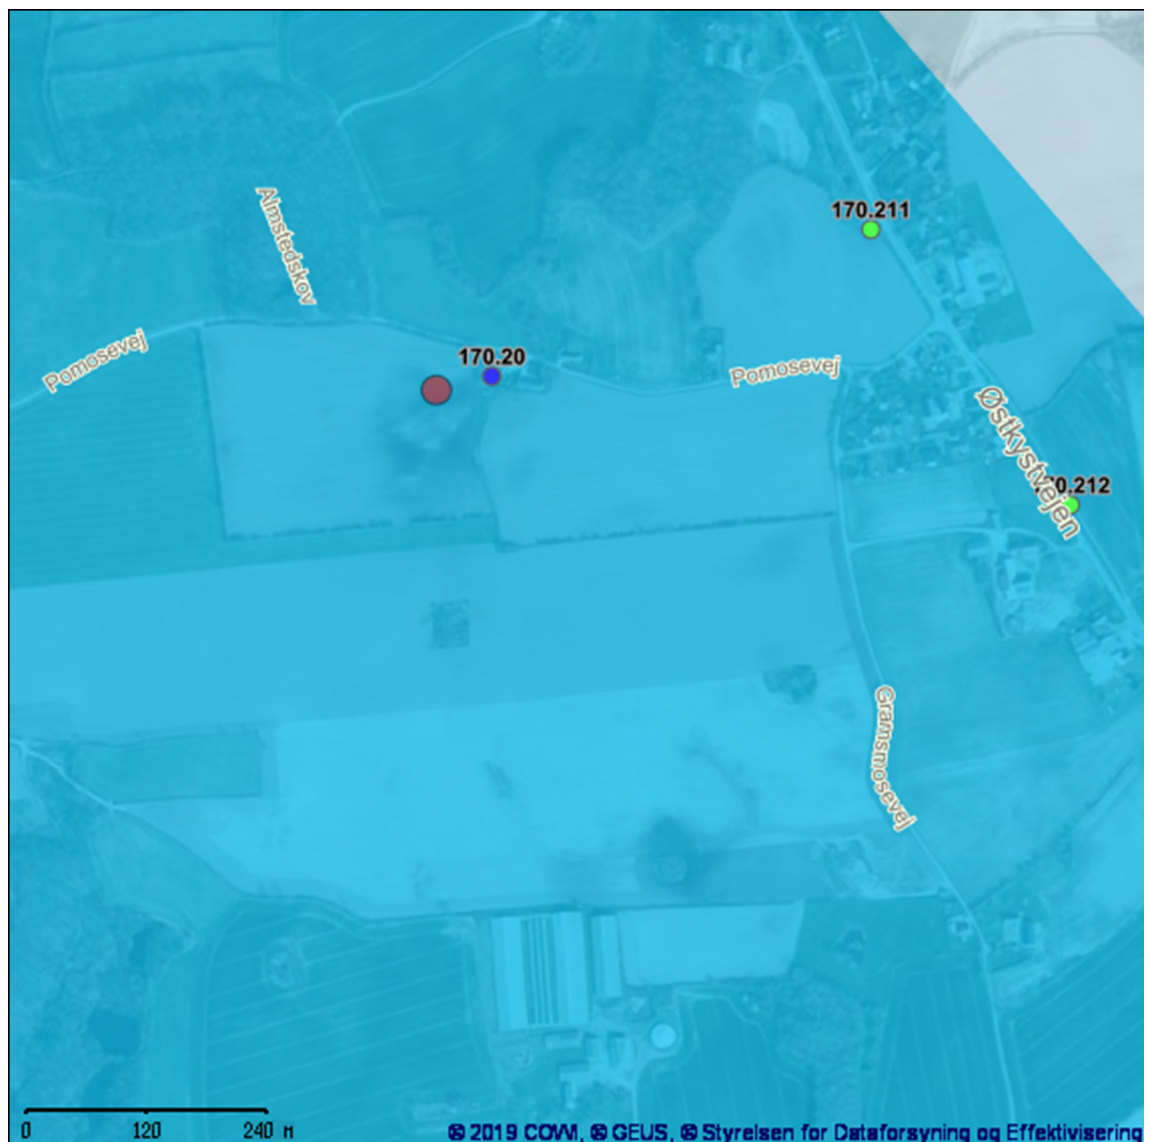 170.211
Almstedskov
Pomosevej
170.20
Pomosevej
Østkystvejen
70.212
Gramsmosevej
0 120 240 M
© 2019 COWI, © GEUS, © Styrelsen for Dataforsyning og Effektivisering